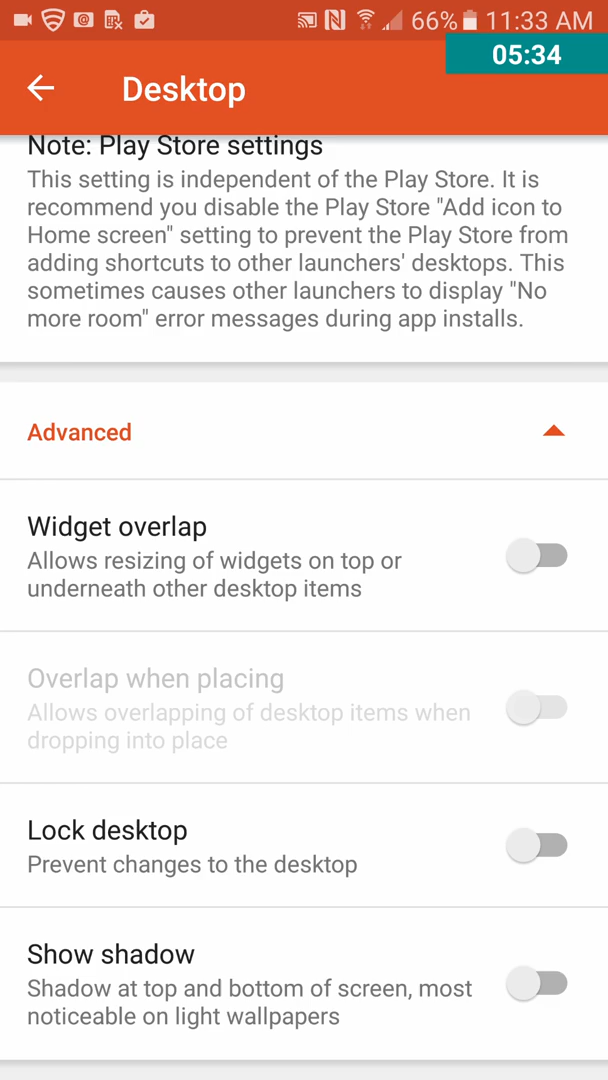 66% 11:33 AM
05:34
Desktop
Note: Play Store settings
This setting is independent of the Play Store. It is
recommend you disable the Play Store "Add icon to
Home screen" setting to prevent the Play Store from
adding shortcuts to other launchers' desktops. This
sometimes causes other launchers to display "No
more room" error messages during app installs.
Advanced
Widget overlap
Allows resizing of widgets on top or
underneath other desktop items
Overlap when placing
Allows overlapping of desktop items when
dropping into place
Lock desktop
Prevent changes to the desktop
Show shadow
Shadow at top and bottom of screen, most
noticeable on light wallpapers